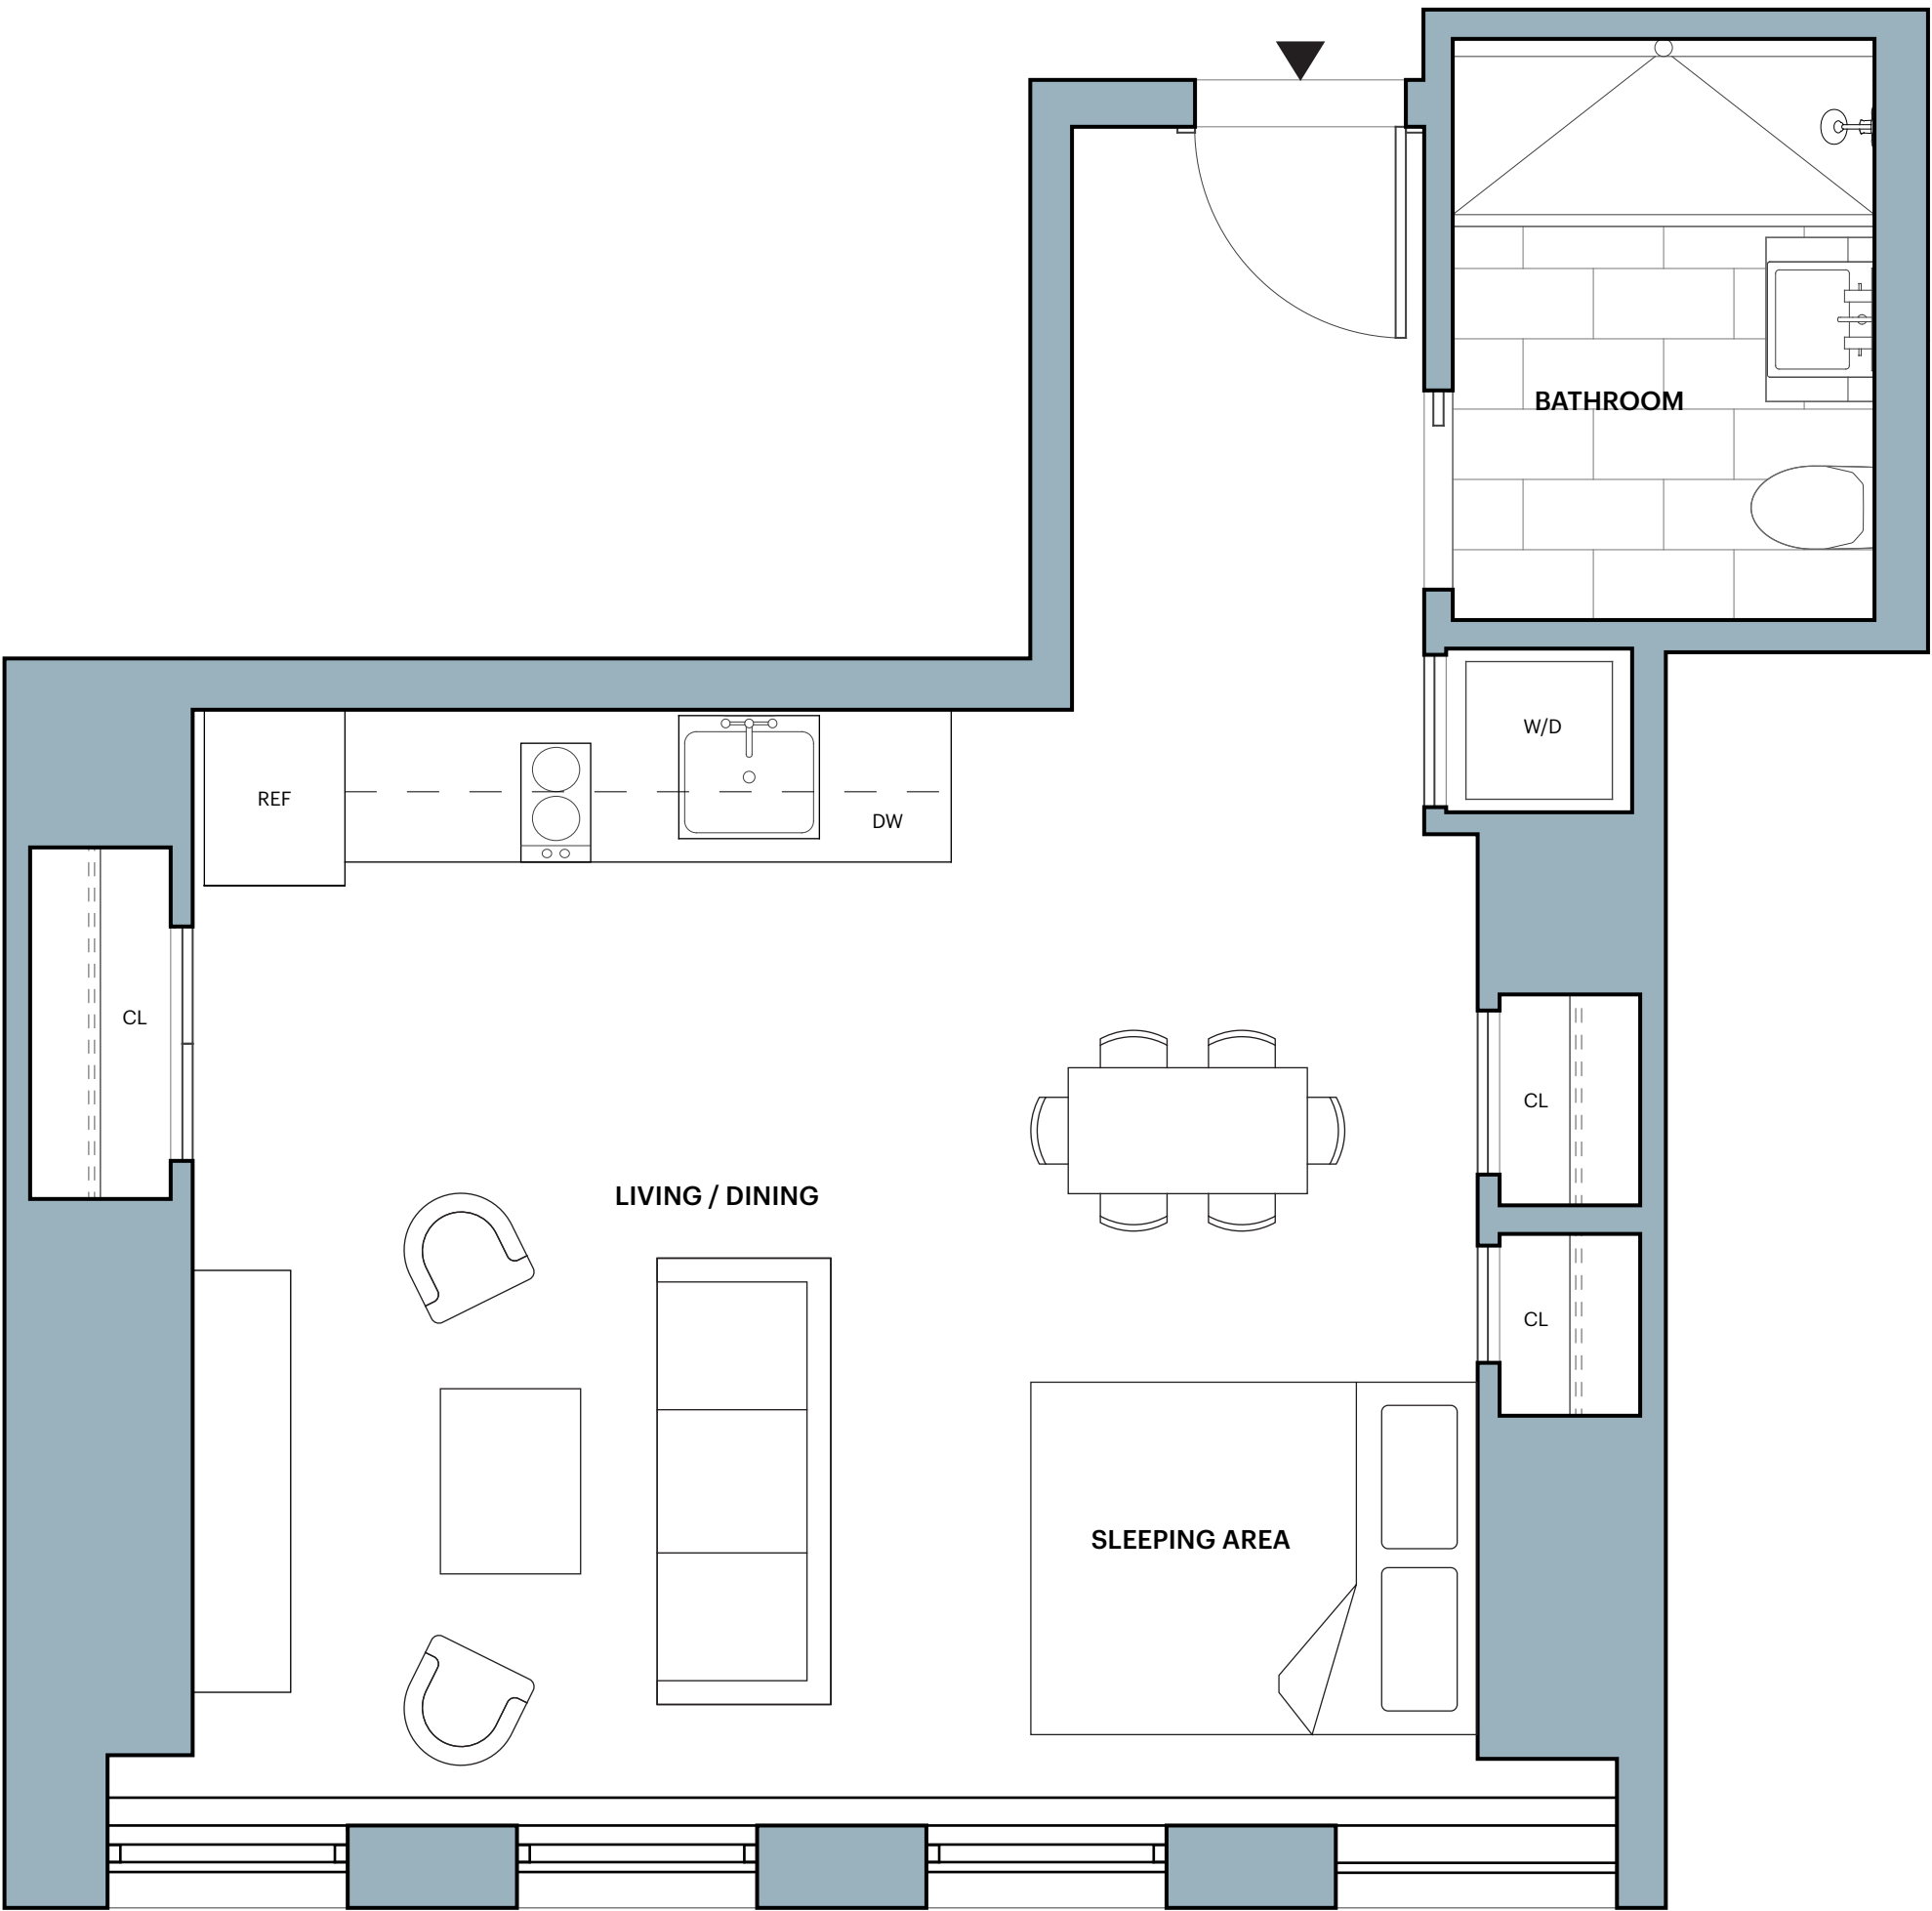 BATHROOM
W/D
REF
DW
CL
CL
LIVING / DINING
CL
SLEEPING AREA